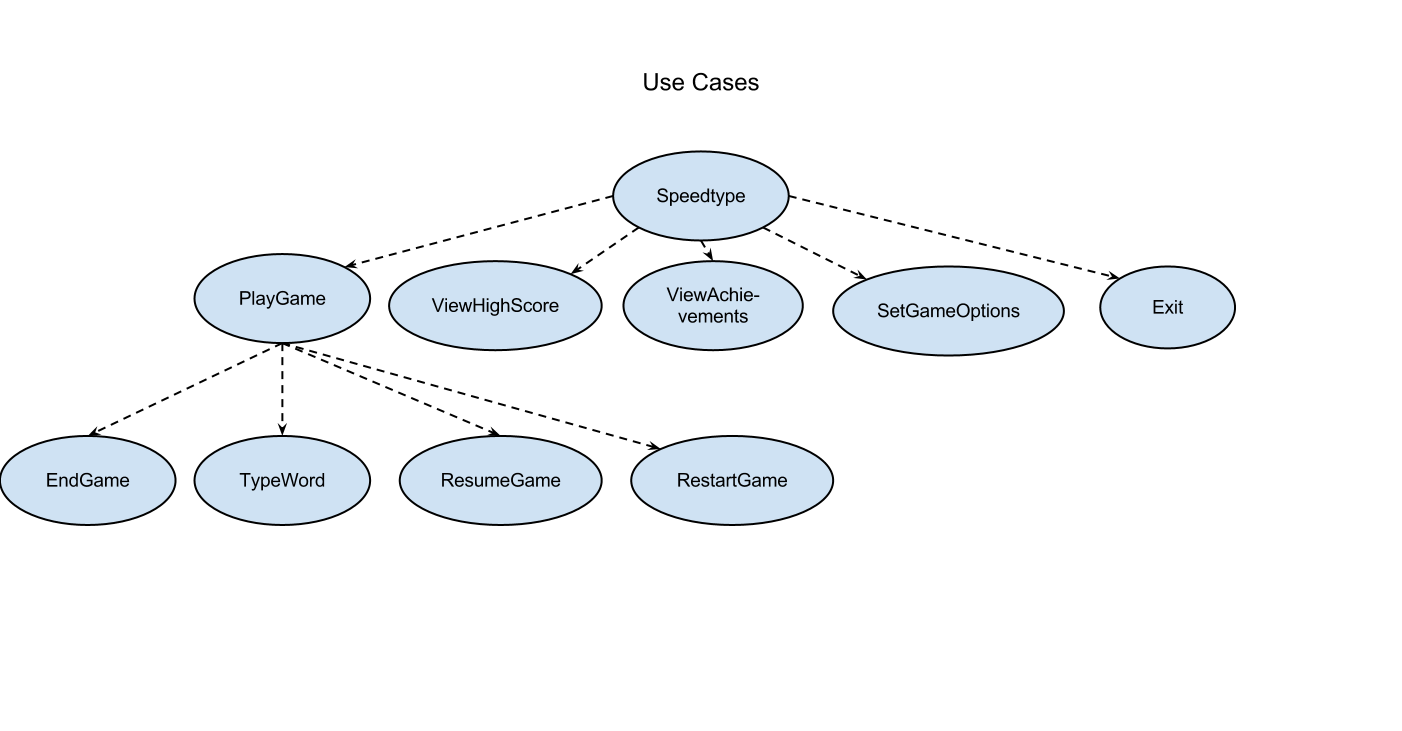 Use Cases
Speedtype
PlayGame
ViewHighScore
ViewAchie-
vements
SetGameOptions
Exit
EndGame
TypeWord
ResumeGame
RestartGame